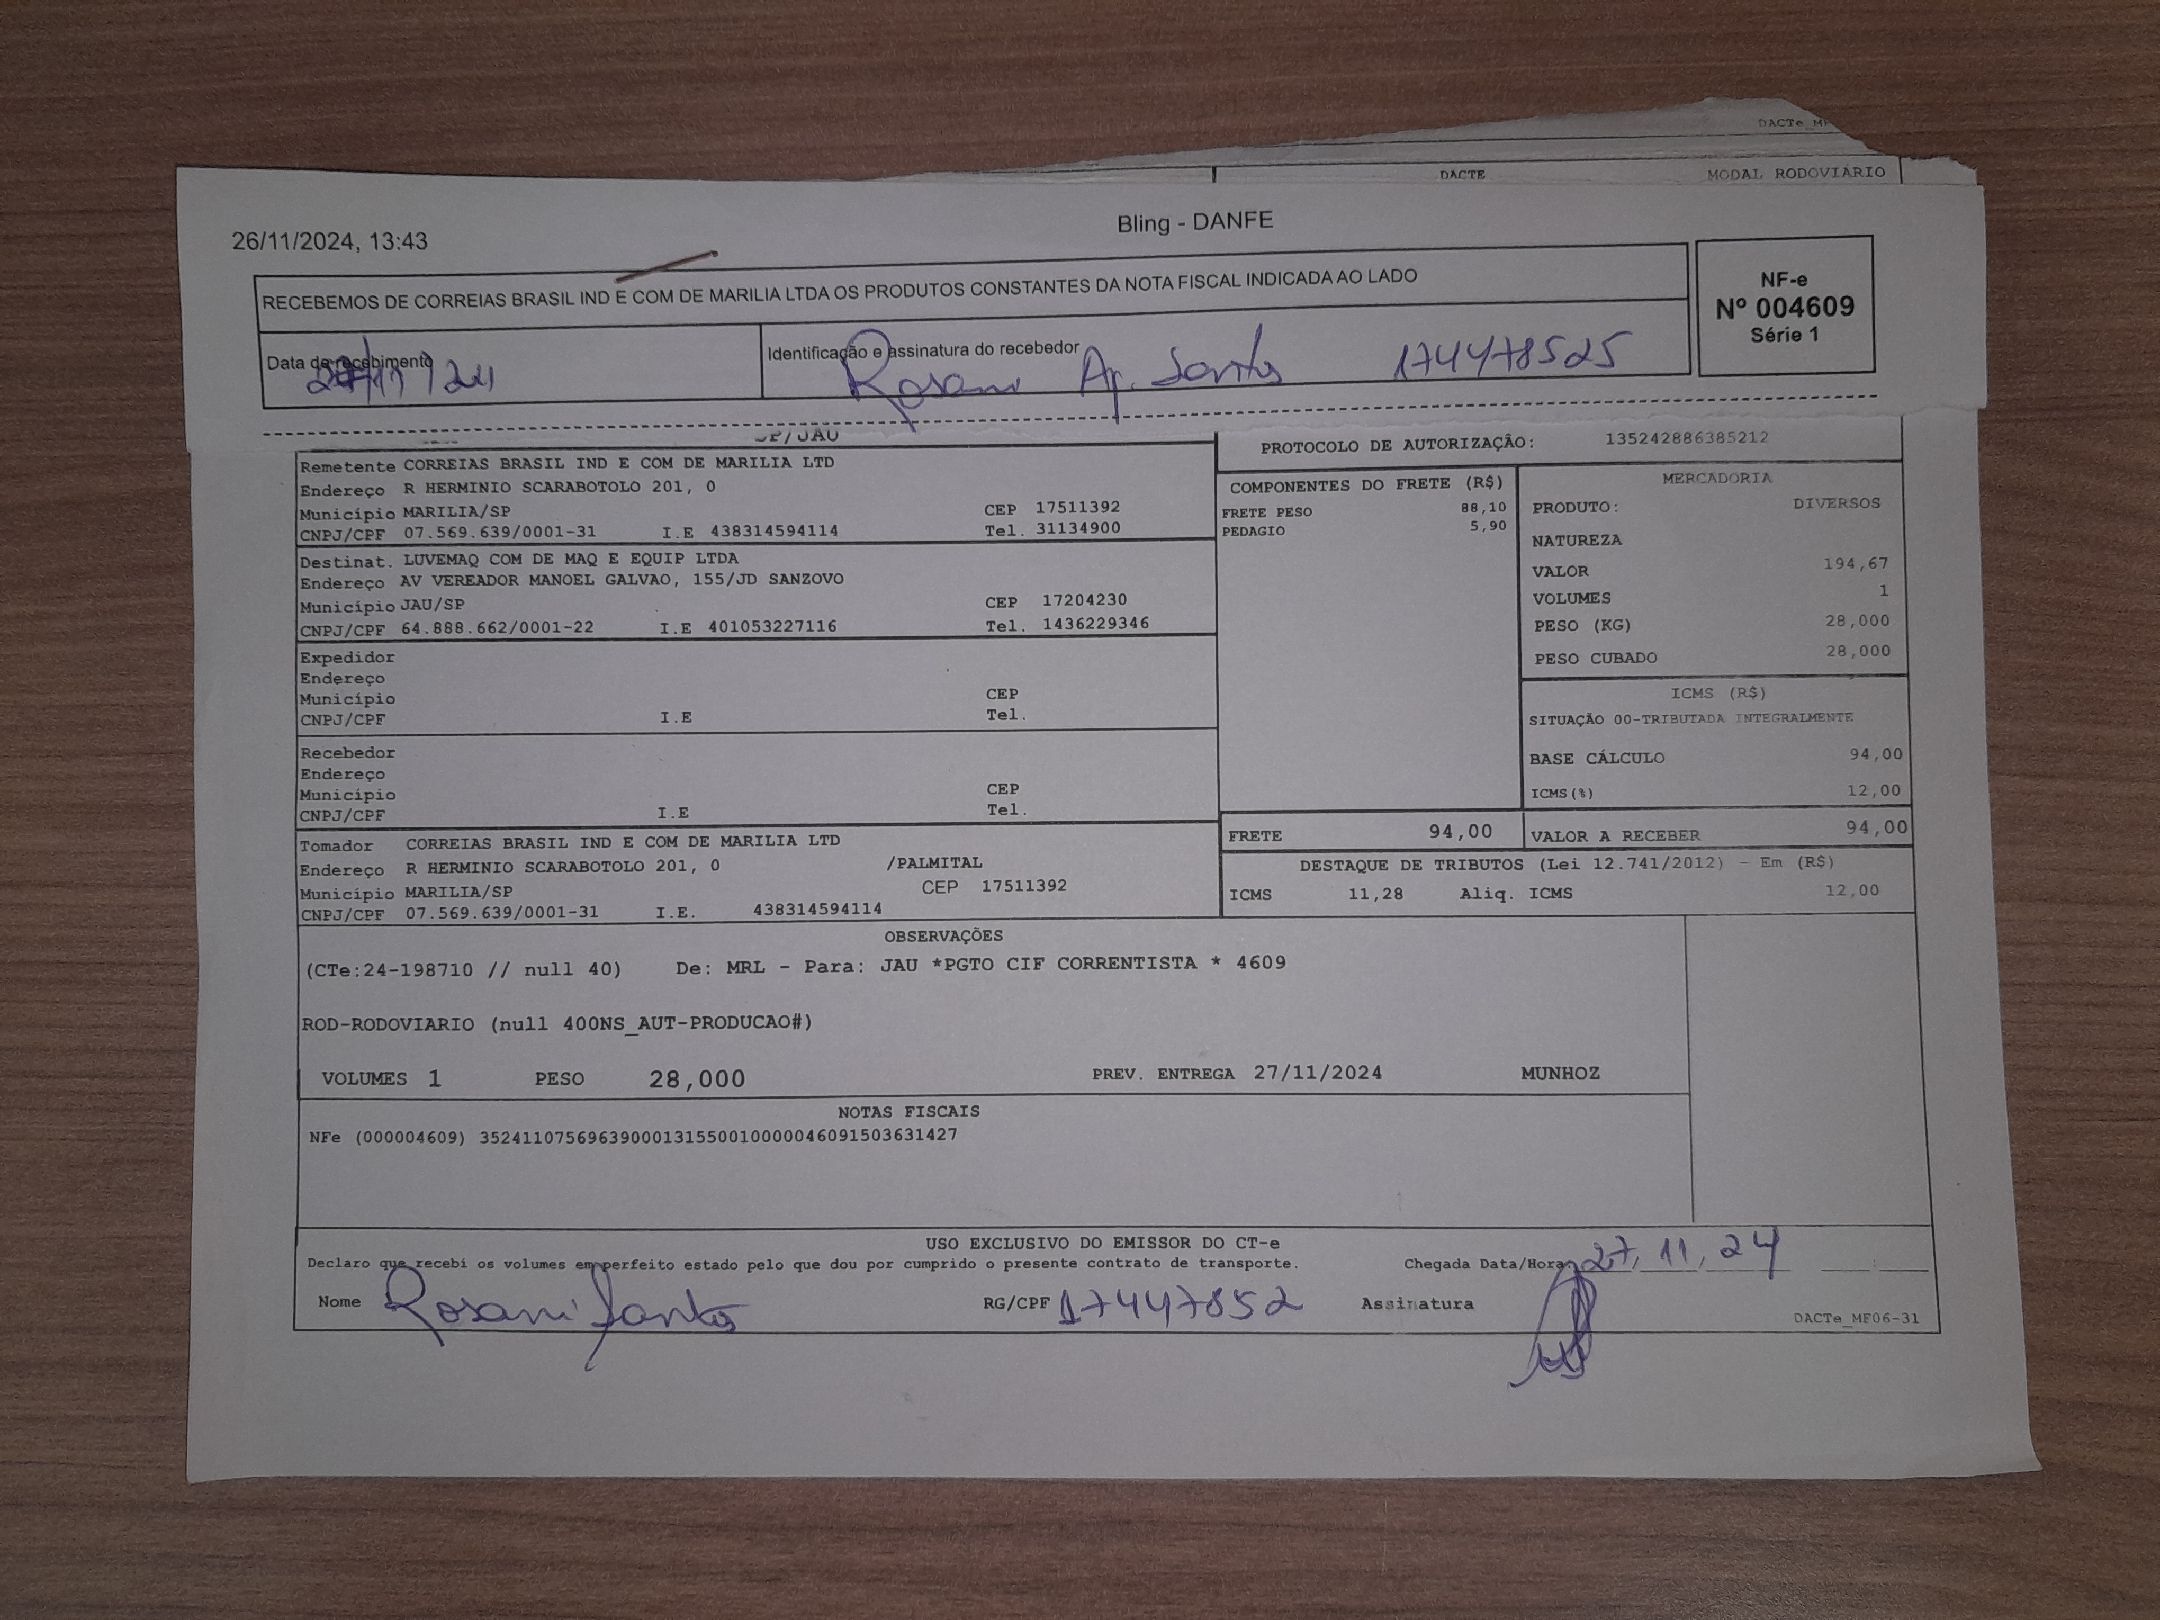 DACTe_MF
DACTE MODAL RODOVIARIO
26/11/2024, 13:43 Bling - DANFE
RECEBEMOS DE CORREIAS BRASIL IND E COM DE MARILIA LTDA OS PRODUTOS CONSTANTES DA NOTA FISCAL INDICADA AO LADO
NF-e
Nº 004609
Série 1
Data de recebimento
27/11/24
Identificação e assinatura do recebedor
Rosani Ap. Santos 174478525
SP/JAU
Remetente CORREIAS BRASIL IND E COM DE MARILIA LTD
Endereço R HERMINIO SCARABOTOLO 201, 0
Município MARILIA/SP CEP 17511392
CNPJ/CPF 07.569.639/0001-31 I.E 438314594114 Tel. 31134900
Destinat. LUVEMAQ COM DE MAQ E EQUIP LTDA
Endereço AV VEREADOR MANOEL GALVAO, 155/JD SANZOVO
Município JAU/SP CEP 17204230
CNPJ/CPF 64.888.662/0001-22 I.E 401053227116 Tel. 1436229346
Expedidor
Endereço
Município CEP
CNPJ/CPF I.E Tel.
Recebedor
Endereço
Município CEP
CNPJ/CPF I.E Tel.
Tomador CORREIAS BRASIL IND E COM DE MARILIA LTD
Endereço R HERMINIO SCARABOTOLO 201, 0 /PALMITAL
Município MARILIA/SP CEP 17511392
CNPJ/CPF 07.569.639/0001-31 I.E. 438314594114
PROTOCOLO DE AUTORIZAÇÃO: 135242886385212
COMPONENTES DO FRETE (R$)
FRETE PESO 88,10
PEDAGIO 5,90
MERCADORIA
PRODUTO: DIVERSOS
NATUREZA
VALOR 194,67
VOLUMES 1
PESO (KG) 28,000
PESO CUBADO 28,000
ICMS (R$)
SITUAÇÃO 00-TRIBUTADA INTEGRALMENTE
BASE CÁLCULO 94,00
ICMS(%) 12,00
FRETE 94,00 VALOR A RECEBER 94,00
DESTAQUE DE TRIBUTOS (Lei 12.741/2012) - Em (R$)
ICMS 11,28 Aliq. ICMS 12,00
OBSERVAÇÕES
(CTe:24-198710 // null 40) De: MRL - Para: JAU *PGTO CIF CORRENTISTA * 4609
ROD-RODOVIARIO (null 400NS_AUT-PRODUCAO#)
VOLUMES 1 PESO 28,000 PREV. ENTREGA 27/11/2024 MUNHOZ
NOTAS FISCAIS
NFe (000004609) 35241107569639000131550010000046091503631427
USO EXCLUSIVO DO EMISSOR DO CT-e
Declaro que recebi os volumes em perfeito estado pelo que dou por cumprido o presente contrato de transporte. Chegada Data/Hora 27, 11, 24
Nome Rosani Santos RG/CPF 17447852 Assinatura
DACTe_MF06-31